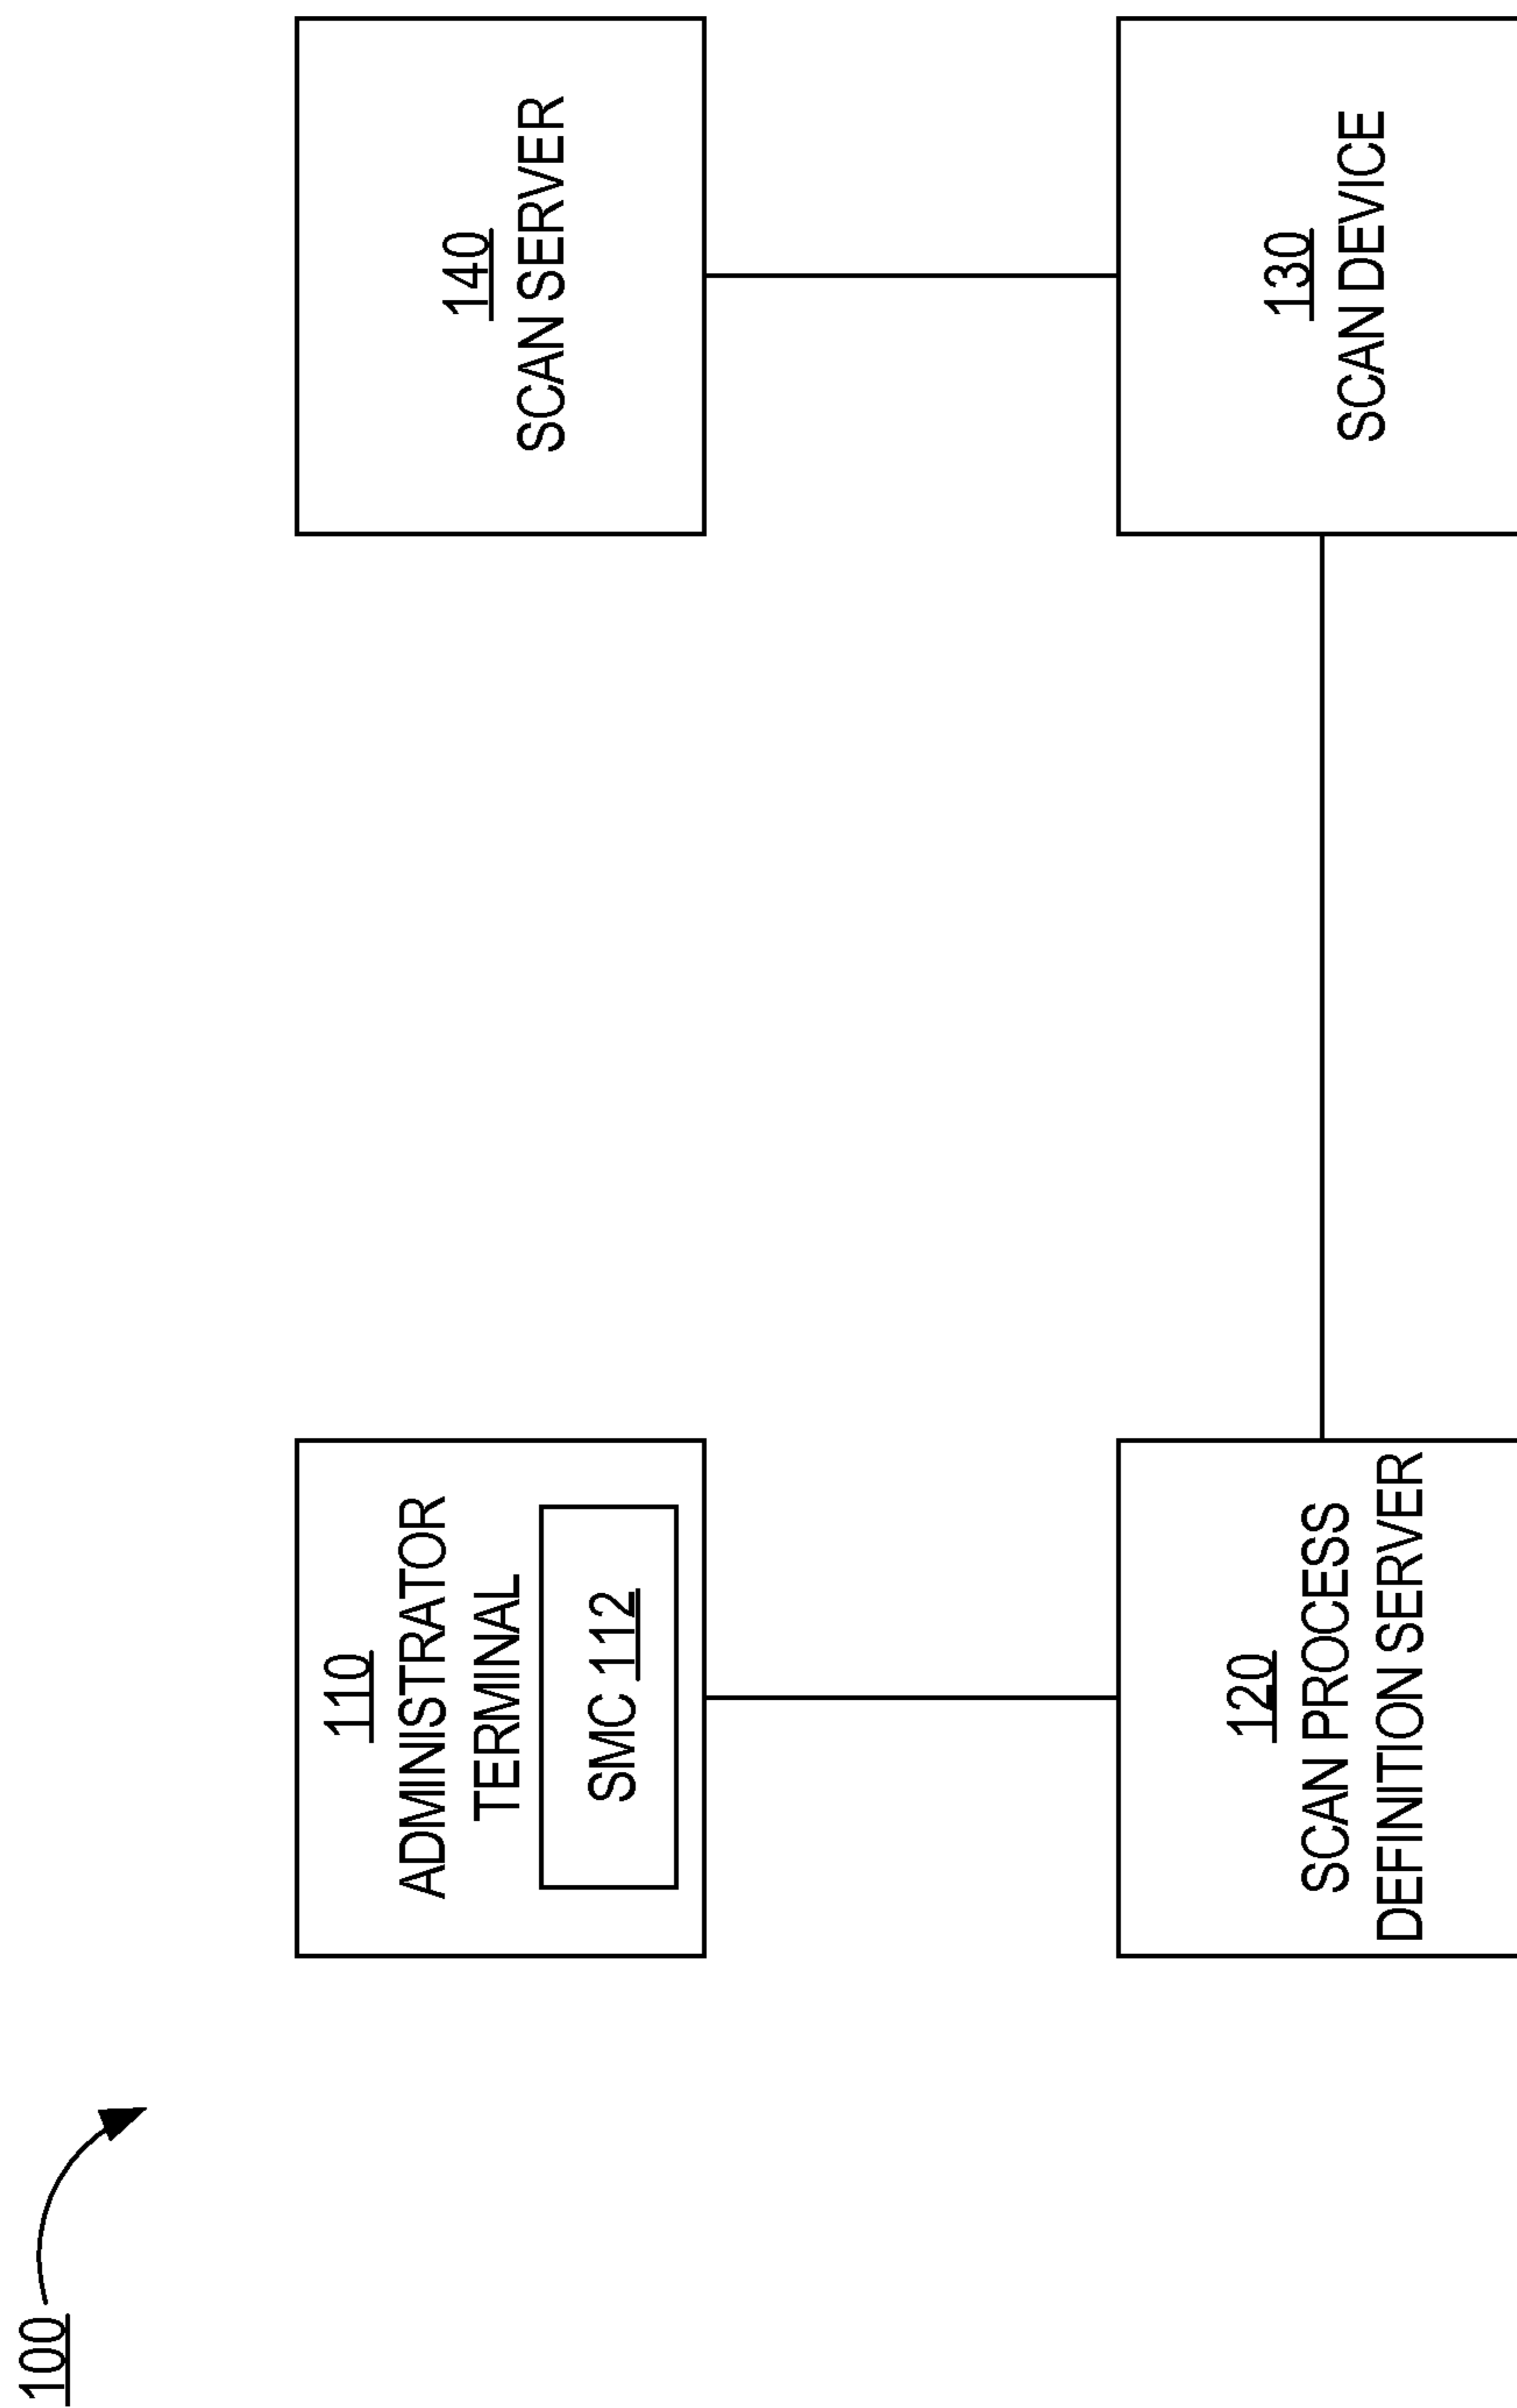 100
110
ADMINISTRATOR
TERMINAL
SMC 112
140
SCAN SERVER
120
SCAN PROCESS
DEFINITION SERVER
130
SCAN DEVICE